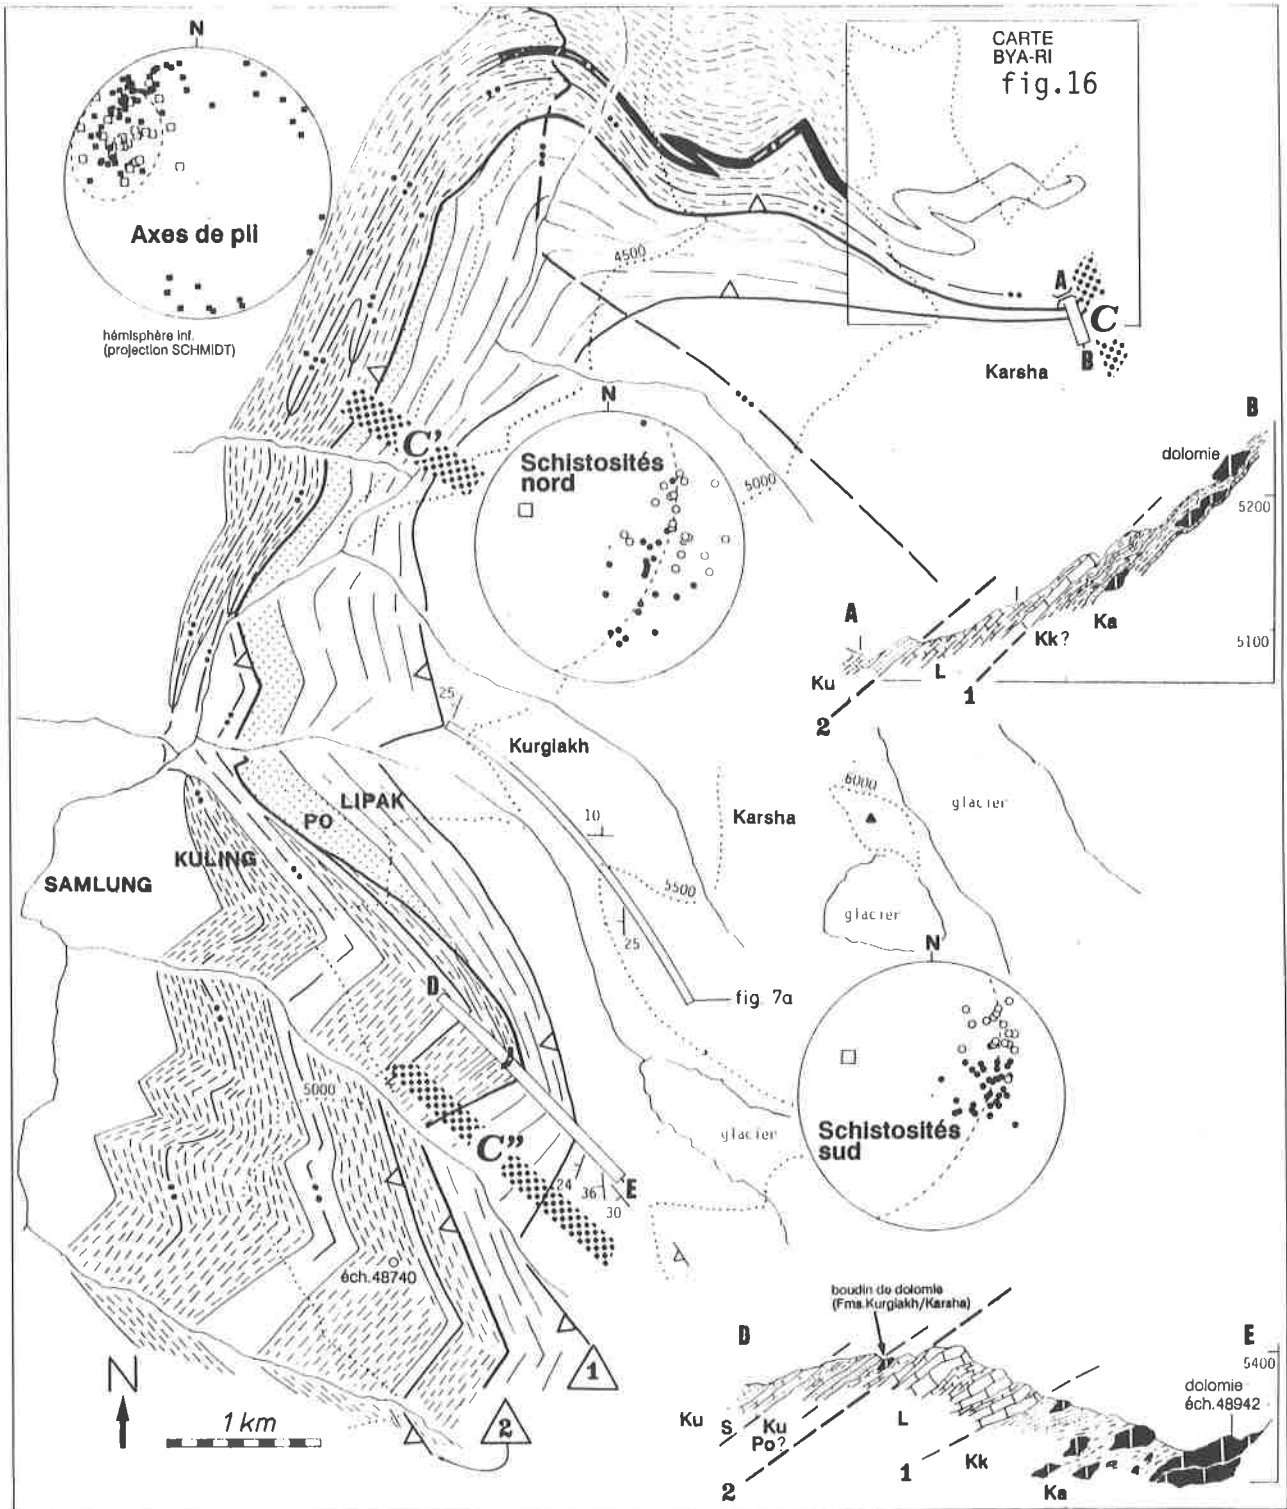 N
CARTE
BYA-RI
fig.16
Axes de pli
hémisphère inf.
(projection SCHMIDT)
4500
A
C
B
Karsha
C'
N
Schistosités
nord
5000
B
dolomie
5200
A
Ka
Kk ?
5100
Ku
L
1
2
25
Kurgiakh
6000
glacier
LIPAK
PO
10
Karsha
KULING
SAMLUNG
5500
glacier
25
N
D
fig. 7a
5000
glacier
Schistosités
sud
C''
24
36
E
30
éch.48740
boudin de dolomie
(Fms.Kurgiakh/Karsha)
D
E
N
1
5400
dolomie
éch.48942
1 km
2
Ku
S
Ku
Po?
L
Kk
1
2
Ka